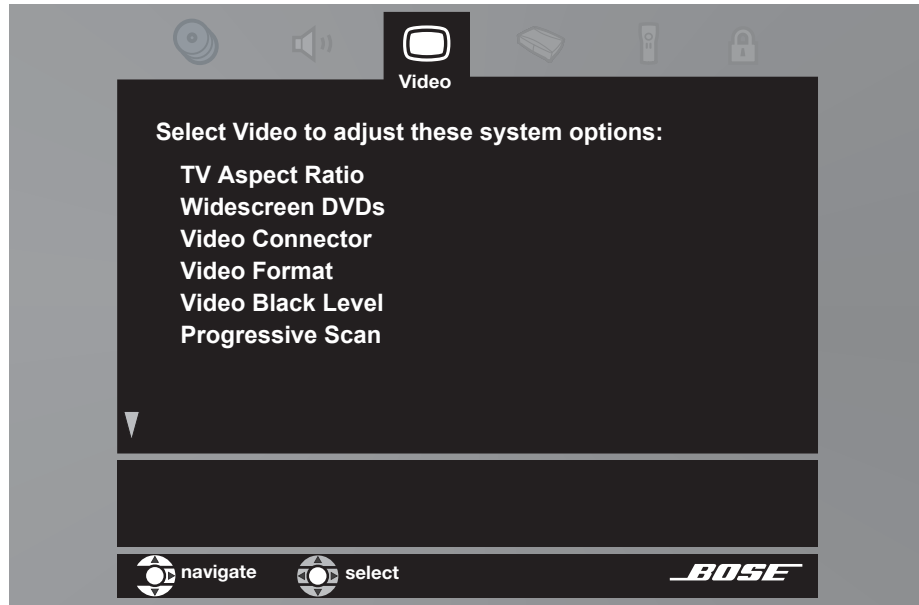 Video
Select Video to adjust these system options:
TV Aspect Ratio
Widescreen DVDs
Video Connector
Video Format
Video Black Level
Progressive Scan
navigate select BOSE